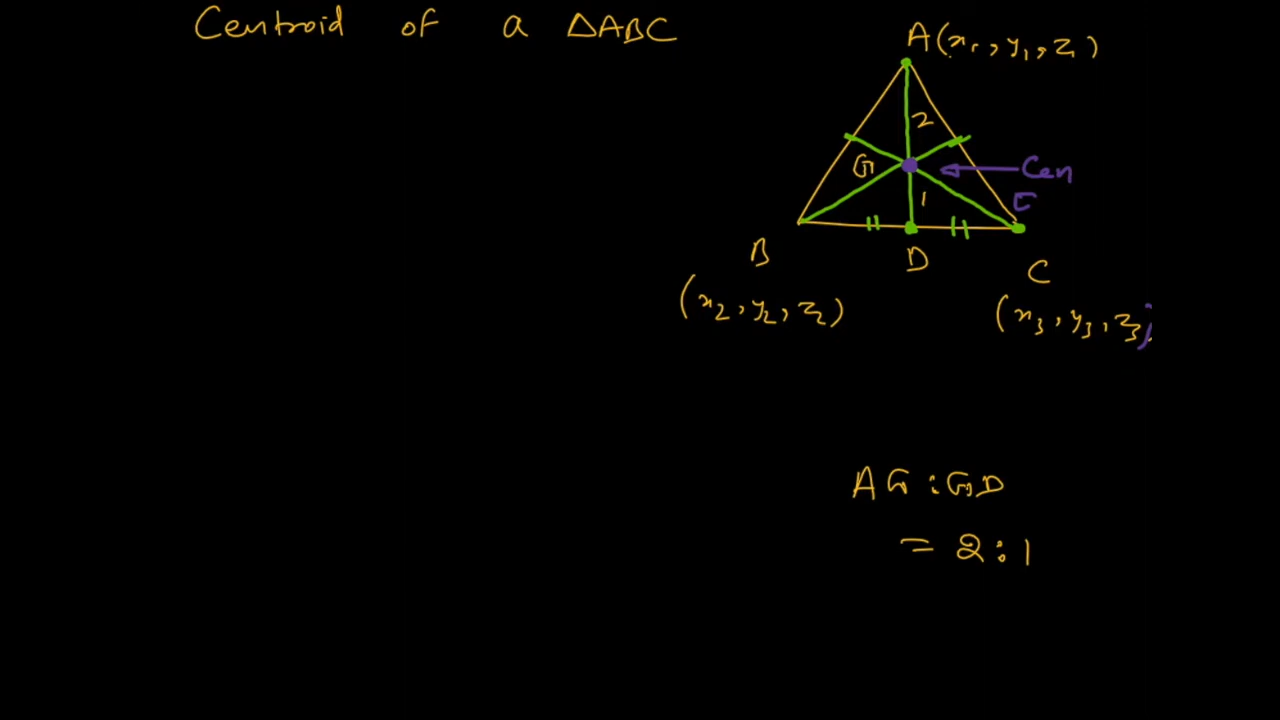 Centroid of a ΔABC
A(x₁, y₁, z₁)
2
G
Cen
1
B
D
C
(x₂, y₂, z₂)
(x₃, y₃, z₃)
AG : GD
= 2 : 1